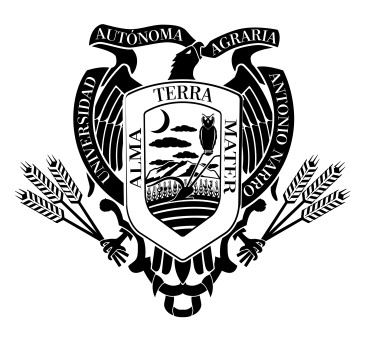 UNIVERSIDAD AUTÓNOMA AGRARIA ANTONIO NARRO
ALMA TERRA MATER